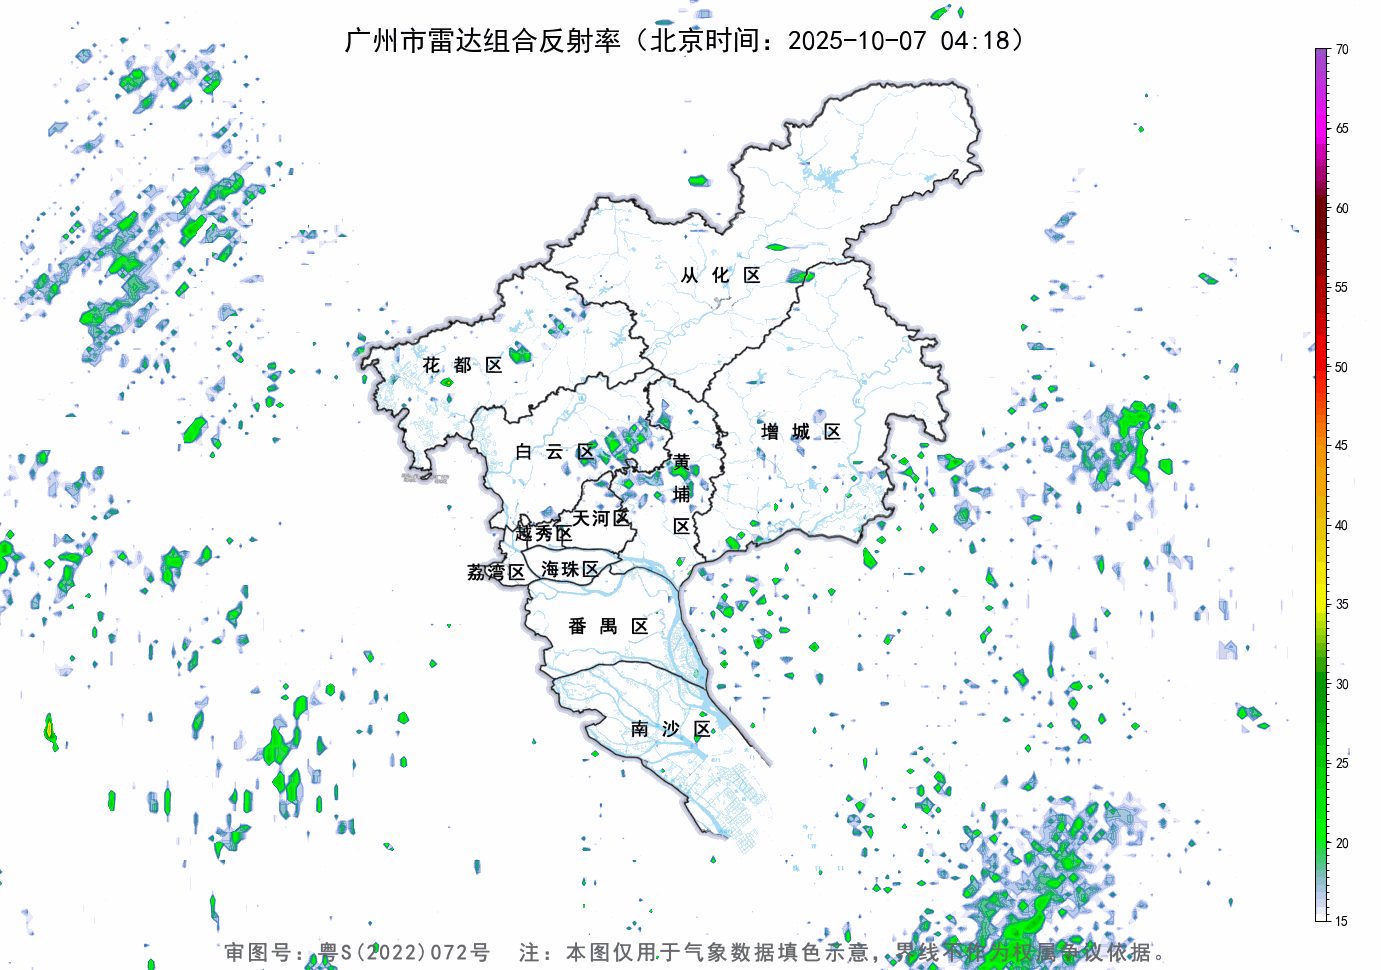 广州市雷达组合反射率（北京时间：2025-10-07 04:18）
70
65
60
55
50
45
40
35
30
25
20
15
从化区
花都区
增城区
白云区
黄埔区
天河区
越秀区
荔湾区
海珠区
番禺区
南沙区
审图号：粤S(2022)072号 注：本图仅用于气象数据填色示意，界线不作为权属争议依据。